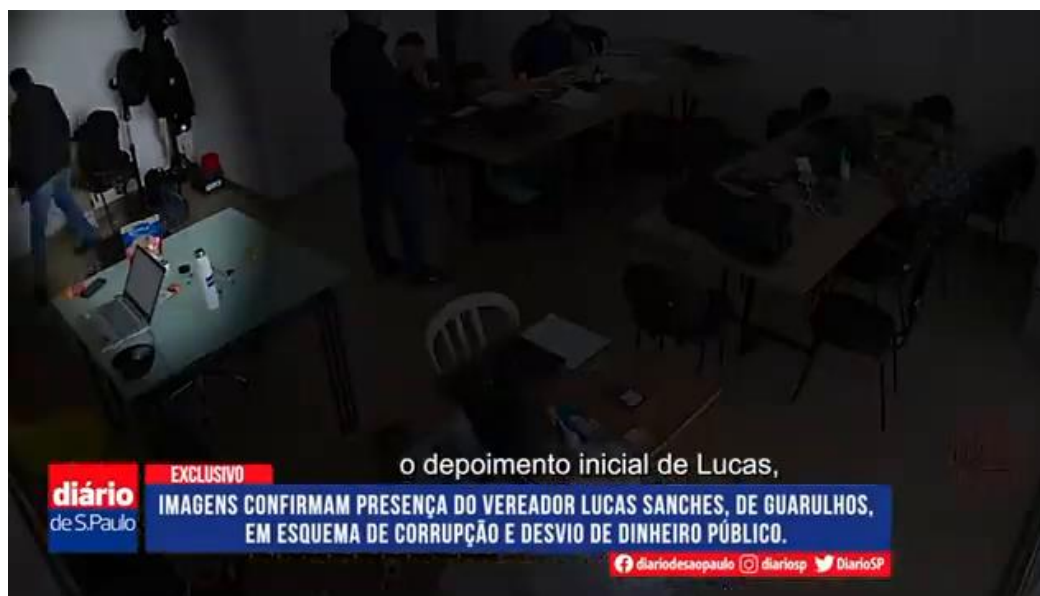 o depoimento inicial de Lucas,
EXCLUSIVO
diário
de S.Paulo
IMAGENS CONFIRMAM PRESENÇA DO VEREADOR LUCAS SANCHES, DE GUARULHOS,
EM ESQUEMA DE CORRUPÇÃO E DESVIO DE DINHEIRO PÚBLICO.
diariodesaopaulo diariosp DiarioSP